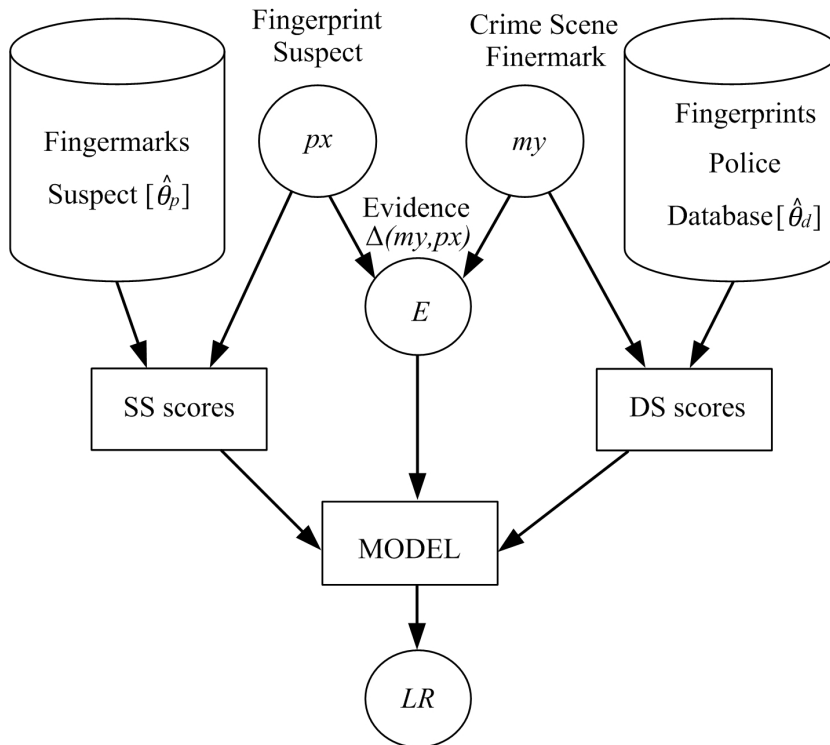 Fingerprint
Suspect
Crime Scene
Finermark
Fingermarks
Suspect [θ̂ₚ]
px
my
Fingerprints
Police
Database[θ̂_d]
Evidence
Δ(my,px)
E
SS scores
DS scores
MODEL
LR